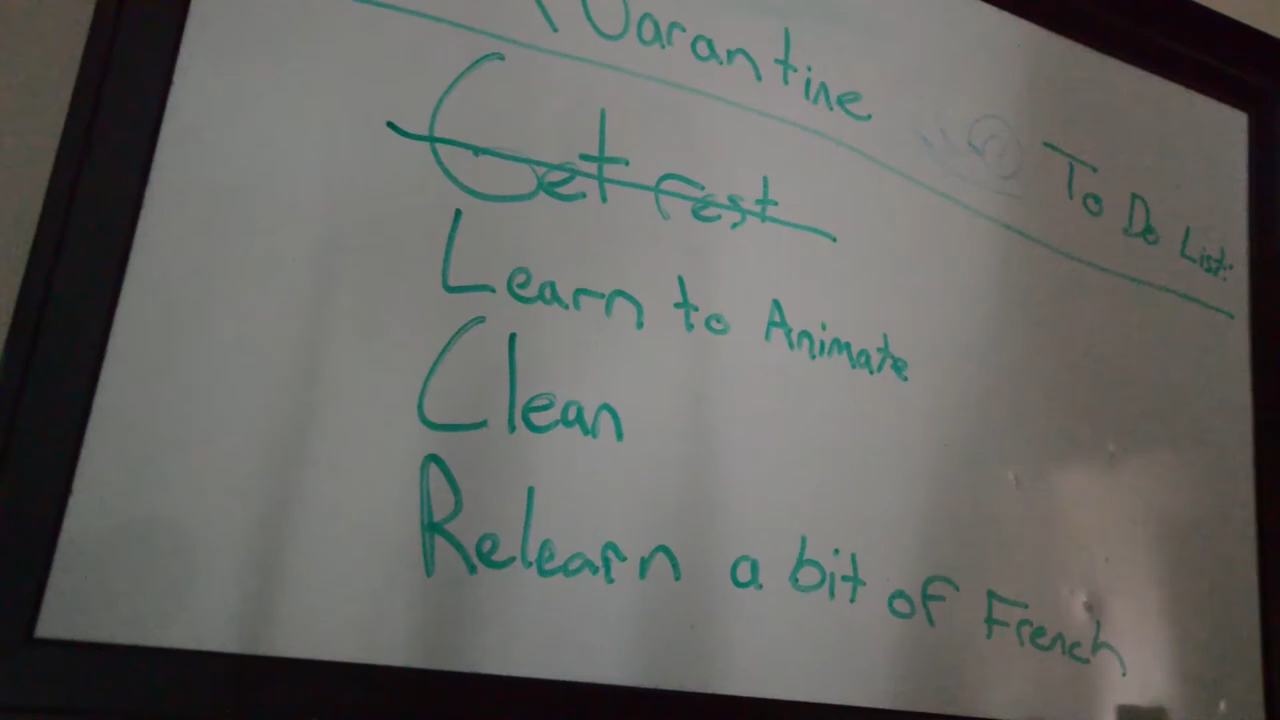 Quarantine To Do List:
Get rest
Learn to Animate
Clean
Relearn a bit of French